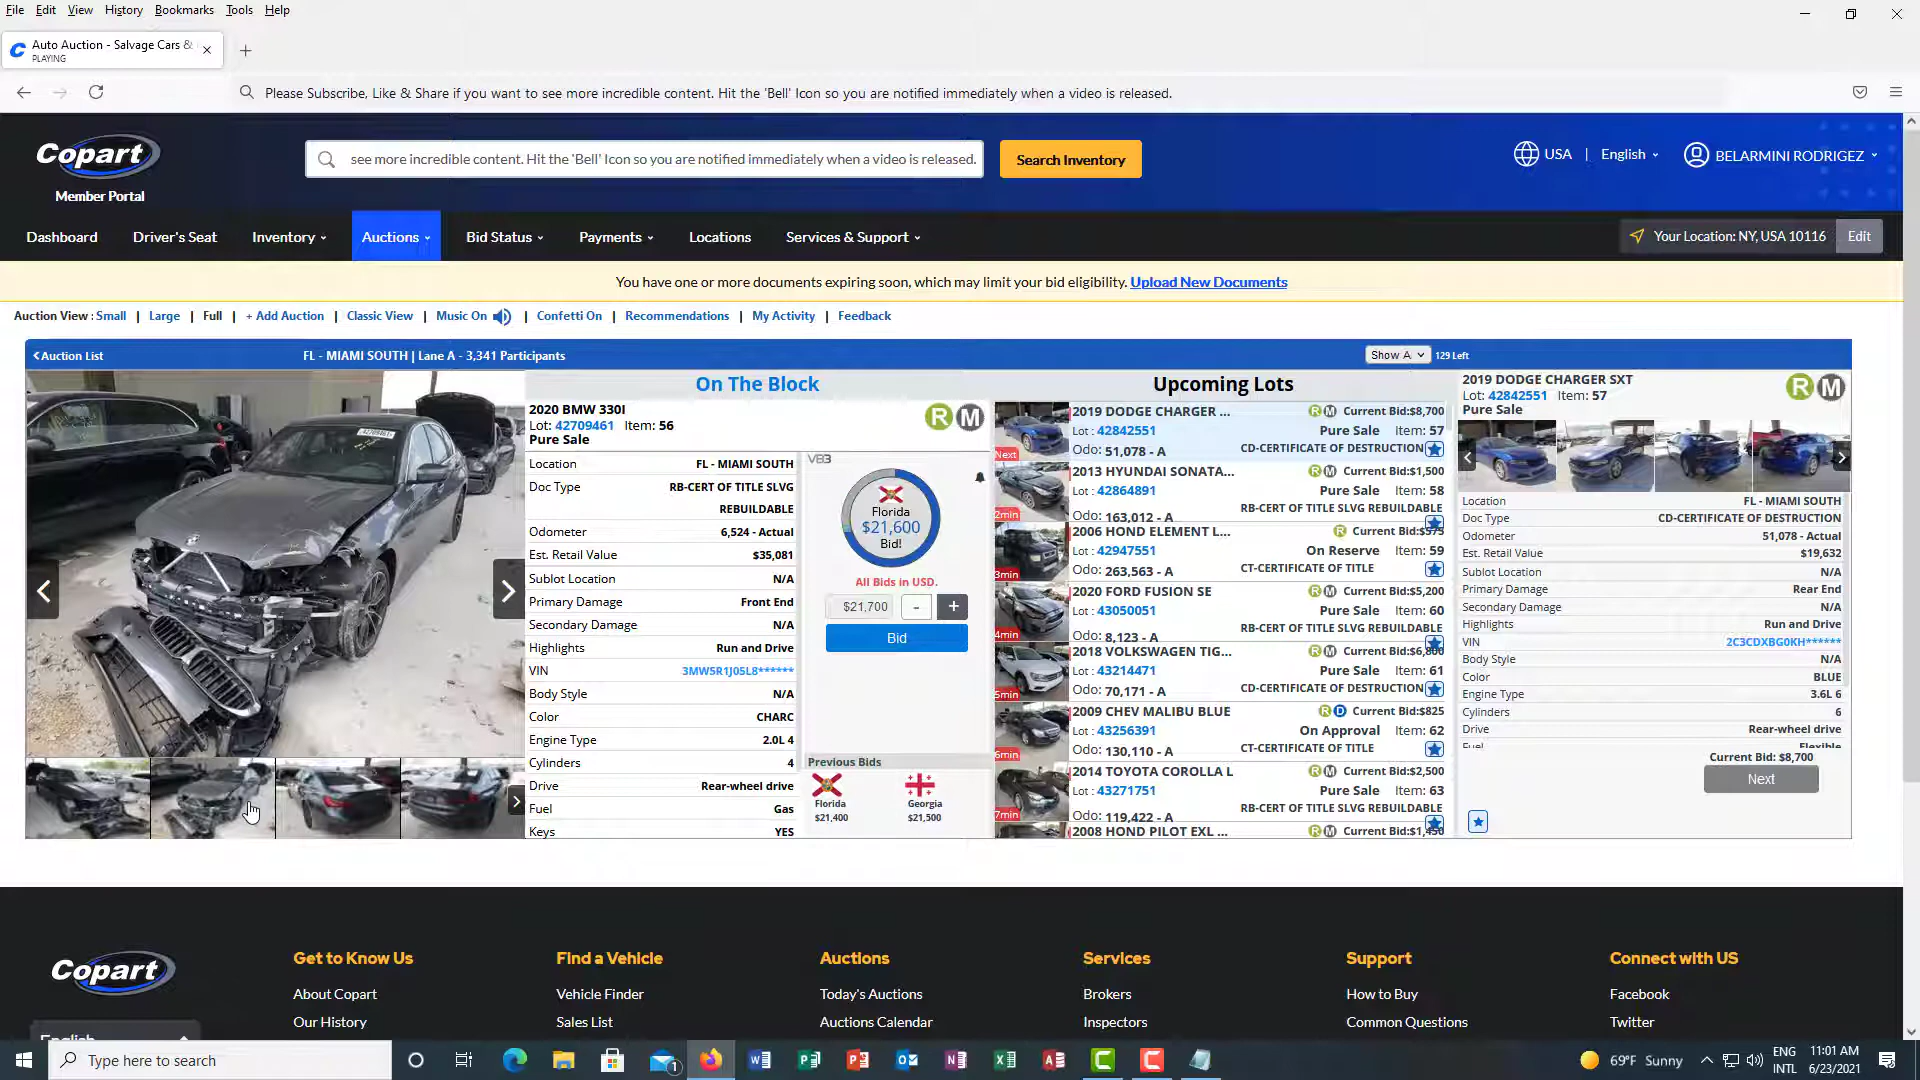 File Edit View History Bookmarks Tools Help
Auto Auction - Salvage Cars &
PLAYING
Please Subscribe, Like & Share if you want to see more incredible content. Hit the 'Bell' Icon so you are notified immediately when a video is released.
Copart
Member Portal
see more incredible content. Hit the 'Bell' Icon so you are notified immediately when a video is released.
Search Inventory
USA | English
BELARMINI RODRIGEZ
Dashboard Driver's Seat Inventory Auctions Bid Status Payments Locations Services & Support
Your Location: NY, USA 10116 Edit
You have one or more documents expiring soon, which may limit your bid eligibility. Upload New Documents
Auction View : Small | Large | Full | + Add Auction | Classic View | Music On | Confetti On | Recommendations | My Activity | Feedback
Auction List
FL - MIAMI SOUTH | Lane A - 3,341 Participants
Show A 129 Left
On The Block
2020 BMW 330I
Lot: 42709461 Item: 56
Pure Sale
R M
Location FL - MIAMI SOUTH
Doc Type RB-CERT OF TITLE SLVG
REBUILDABLE
Odometer 6,524 - Actual
Est. Retail Value $35,081
Sublot Location N/A
Primary Damage Front End
Secondary Damage N/A
Highlights Run and Drive
VIN 3MW5R1J05L8******
Body Style N/A
Color CHARC
Engine Type 2.0L 4
Cylinders 4
Drive Rear-wheel drive
Fuel Gas
Keys YES
VB3
Florida
$21,600
Bid!
All Bids in USD.
$21,700 - +
Bid
Previous Bids
Florida
$21,400
Georgia
$21,500
Upcoming Lots
2019 DODGE CHARGER ... R M Current Bid:$8,700
Lot : 42842551 Pure Sale Item: 57
Next Odo: 51,078 - A CD-CERTIFICATE OF DESTRUCTION
2013 HYUNDAI SONATA... R M Current Bid:$1,500
Lot : 42864891 Pure Sale Item: 58
2min Odo: 163,012 - A RB-CERT OF TITLE SLVG REBUILDABLE
2006 HOND ELEMENT L... R Current Bid:$575
Lot : 42947551 On Reserve Item: 59
3min Odo: 263,563 - A CT-CERTIFICATE OF TITLE
2020 FORD FUSION SE R M Current Bid:$5,200
Lot : 43050051 Pure Sale Item: 60
4min Odo: 8,123 - A RB-CERT OF TITLE SLVG REBUILDABLE
2018 VOLKSWAGEN TIG... R M Current Bid:$6,800
Lot : 43214471 Pure Sale Item: 61
5min Odo: 70,171 - A CD-CERTIFICATE OF DESTRUCTION
2009 CHEV MALIBU BLUE R D Current Bid:$825
Lot : 43256391 On Approval Item: 62
6min Odo: 130,110 - A CT-CERTIFICATE OF TITLE
2014 TOYOTA COROLLA L R M Current Bid:$2,500
Lot : 43271751 Pure Sale Item: 63
7min Odo: 119,422 - A RB-CERT OF TITLE SLVG REBUILDABLE
2008 HOND PILOT EXL ... R M Current Bid:$1,450
2019 DODGE CHARGER SXT
Lot: 42842551 Item: 57
Pure Sale
R M
Location FL - MIAMI SOUTH
Doc Type CD-CERTIFICATE OF DESTRUCTION
Odometer 51,078 - Actual
Est. Retail Value $19,632
Sublot Location N/A
Primary Damage Rear End
Secondary Damage N/A
Highlights Run and Drive
VIN 2C3CDXBG0KH******
Body Style N/A
Color BLUE
Engine Type 3.6L 6
Cylinders 6
Drive Rear-wheel drive
Fuel Flexible
Current Bid: $8,700
Next
Copart
English
Get to Know Us
About Copart
Our History
Find a Vehicle
Vehicle Finder
Sales List
Auctions
Today's Auctions
Auctions Calendar
Services
Brokers
Inspectors
Support
How to Buy
Common Questions
Connect with US
Facebook
Twitter
Type here to search
69°F Sunny
ENG
INTL
11:01 AM
6/23/2021